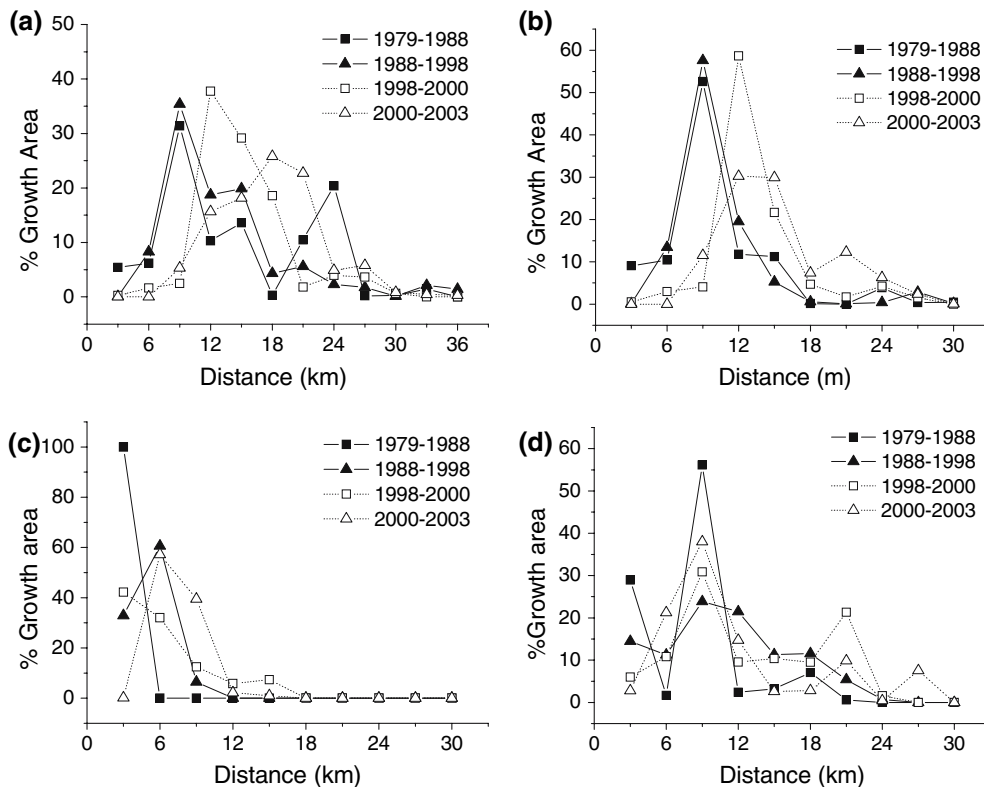 (a)
50
40
30
20
10
0
% Growth Area
0 6 12 18 24 30 36
Distance (km)
1979-1988
1988-1998
1998-2000
2000-2003
(b)
60
50
40
30
20
10
0
% Growth Area
0 6 12 18 24 30
Distance (m)
1979-1988
1988-1998
1998-2000
2000-2003
(c)
100
80
60
40
20
0
% Growth area
0 6 12 18 24 30
Distance (km)
1979-1988
1988-1998
1998-2000
2000-2003
(d)
60
50
40
30
20
10
0
%Growth area
0 6 12 18 24 30
Distance (km)
1979-1988
1988-1998
1998-2000
2000-2003